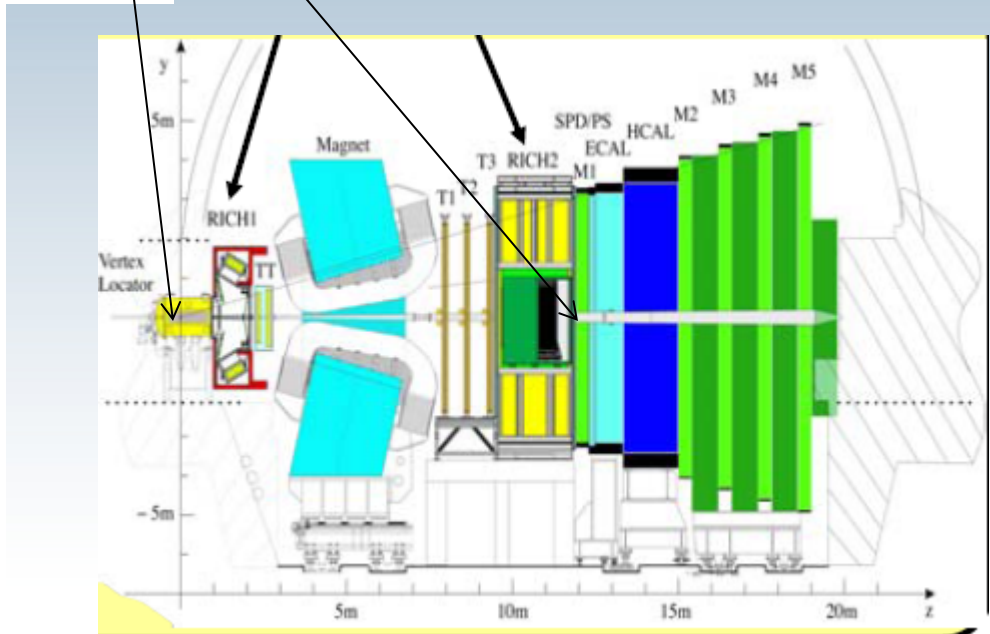 y
5m
M5
M4
M3
M2
SPD/PS
HCAL
ECAL
Magnet
T3 RICH2
M1
T2
T1
RICH1
Vertex
Locator
TT
– 5m
5m
10m
15m
20m
z